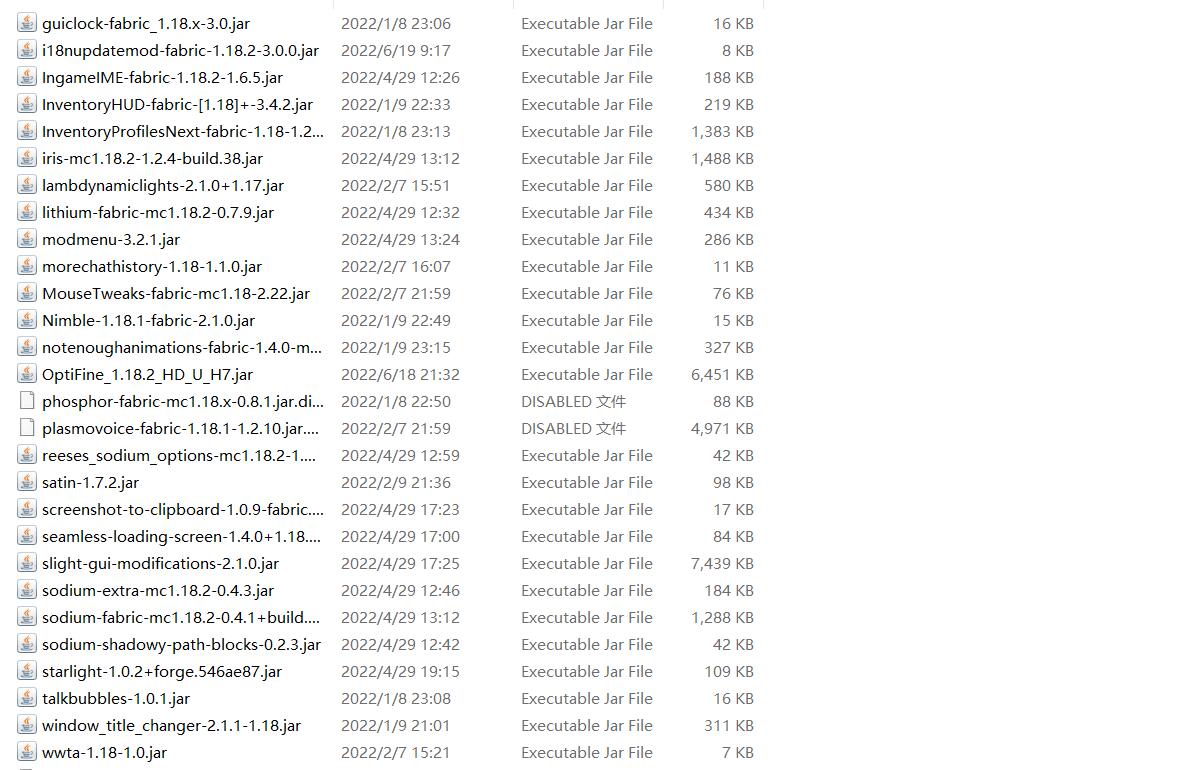 guiclock-fabric_1.18.x-3.0.jar 2022/1/8 23:06 Executable Jar File 16 KB
i18nupdatemod-fabric-1.18.2-3.0.0.jar 2022/6/19 9:17 Executable Jar File 8 KB
IngameIME-fabric-1.18.2-1.6.5.jar 2022/4/29 12:26 Executable Jar File 188 KB
InventoryHUD-fabric-[1.18]+-3.4.2.jar 2022/1/9 22:33 Executable Jar File 219 KB
InventoryProfilesNext-fabric-1.18-1.2... 2022/1/8 23:13 Executable Jar File 1,383 KB
iris-mc1.18.2-1.2.4-build.38.jar 2022/4/29 13:12 Executable Jar File 1,488 KB
lambdynamiclights-2.1.0+1.17.jar 2022/2/7 15:51 Executable Jar File 580 KB
lithium-fabric-mc1.18.2-0.7.9.jar 2022/4/29 12:32 Executable Jar File 434 KB
modmenu-3.2.1.jar 2022/4/29 13:24 Executable Jar File 286 KB
morechathistory-1.18-1.1.0.jar 2022/2/7 16:07 Executable Jar File 11 KB
MouseTweaks-fabric-mc1.18-2.22.jar 2022/2/7 21:59 Executable Jar File 76 KB
Nimble-1.18.1-fabric-2.1.0.jar 2022/1/9 22:49 Executable Jar File 15 KB
notenoughanimations-fabric-1.4.0-m... 2022/1/9 23:15 Executable Jar File 327 KB
OptiFine_1.18.2_HD_U_H7.jar 2022/6/18 21:32 Executable Jar File 6,451 KB
phosphor-fabric-mc1.18.x-0.8.1.jar.di... 2022/1/8 22:50 DISABLED 文件 88 KB
plasmovoice-fabric-1.18.1-1.2.10.jar.... 2022/2/7 21:59 DISABLED 文件 4,971 KB
reeses_sodium_options-mc1.18.2-1.... 2022/4/29 12:59 Executable Jar File 42 KB
satin-1.7.2.jar 2022/2/9 21:36 Executable Jar File 98 KB
screenshot-to-clipboard-1.0.9-fabric.... 2022/4/29 17:23 Executable Jar File 17 KB
seamless-loading-screen-1.4.0+1.18.... 2022/4/29 17:00 Executable Jar File 84 KB
slight-gui-modifications-2.1.0.jar 2022/4/29 17:25 Executable Jar File 7,439 KB
sodium-extra-mc1.18.2-0.4.3.jar 2022/4/29 12:46 Executable Jar File 184 KB
sodium-fabric-mc1.18.2-0.4.1+build.... 2022/4/29 13:12 Executable Jar File 1,288 KB
sodium-shadowy-path-blocks-0.2.3.jar 2022/4/29 12:42 Executable Jar File 42 KB
starlight-1.0.2+forge.546ae87.jar 2022/4/29 19:15 Executable Jar File 109 KB
talkbubbles-1.0.1.jar 2022/1/8 23:08 Executable Jar File 16 KB
window_title_changer-2.1.1-1.18.jar 2022/1/9 21:01 Executable Jar File 311 KB
wwta-1.18-1.0.jar 2022/2/7 15:21 Executable Jar File 7 KB